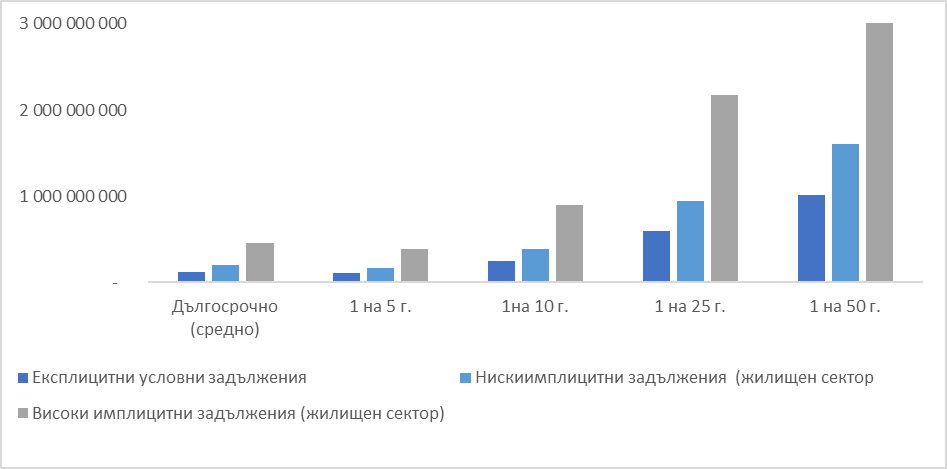 3 000 000 000
2 000 000 000
1 000 000 000
-
Дългосрочно
(средно)
1 на 5 г.
1на 10 г.
1 на 25 г.
1 на 50 г.
Експлицитни условни задължения
Нискиимплицитни задължения (жилищен сектор
Високи имплицитни задължения (жилищен сектор)